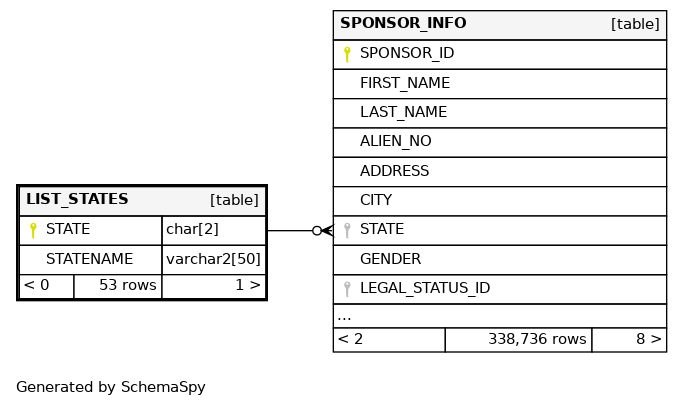 SPONSOR_INFO [table]
SPONSOR_ID
FIRST_NAME
LAST_NAME
ALIEN_NO
ADDRESS
CITY
STATE
GENDER
LEGAL_STATUS_ID
...
< 2 338,736 rows 8 >
LIST_STATES [table]
STATE char[2]
STATENAME varchar2[50]
< 0 53 rows 1 >
Generated by SchemaSpy